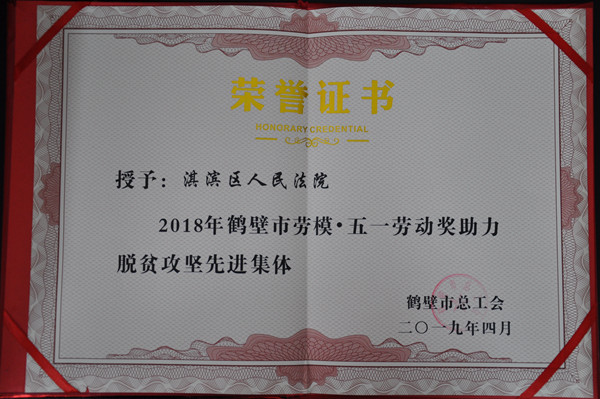 荣誉证书
HONORARY CREDENTIAL
授予：淇滨区人民法院
2018年鹤壁市劳模·五一劳动奖助力
脱贫攻坚先进集体
鹤壁市总工会
二〇一九年四月